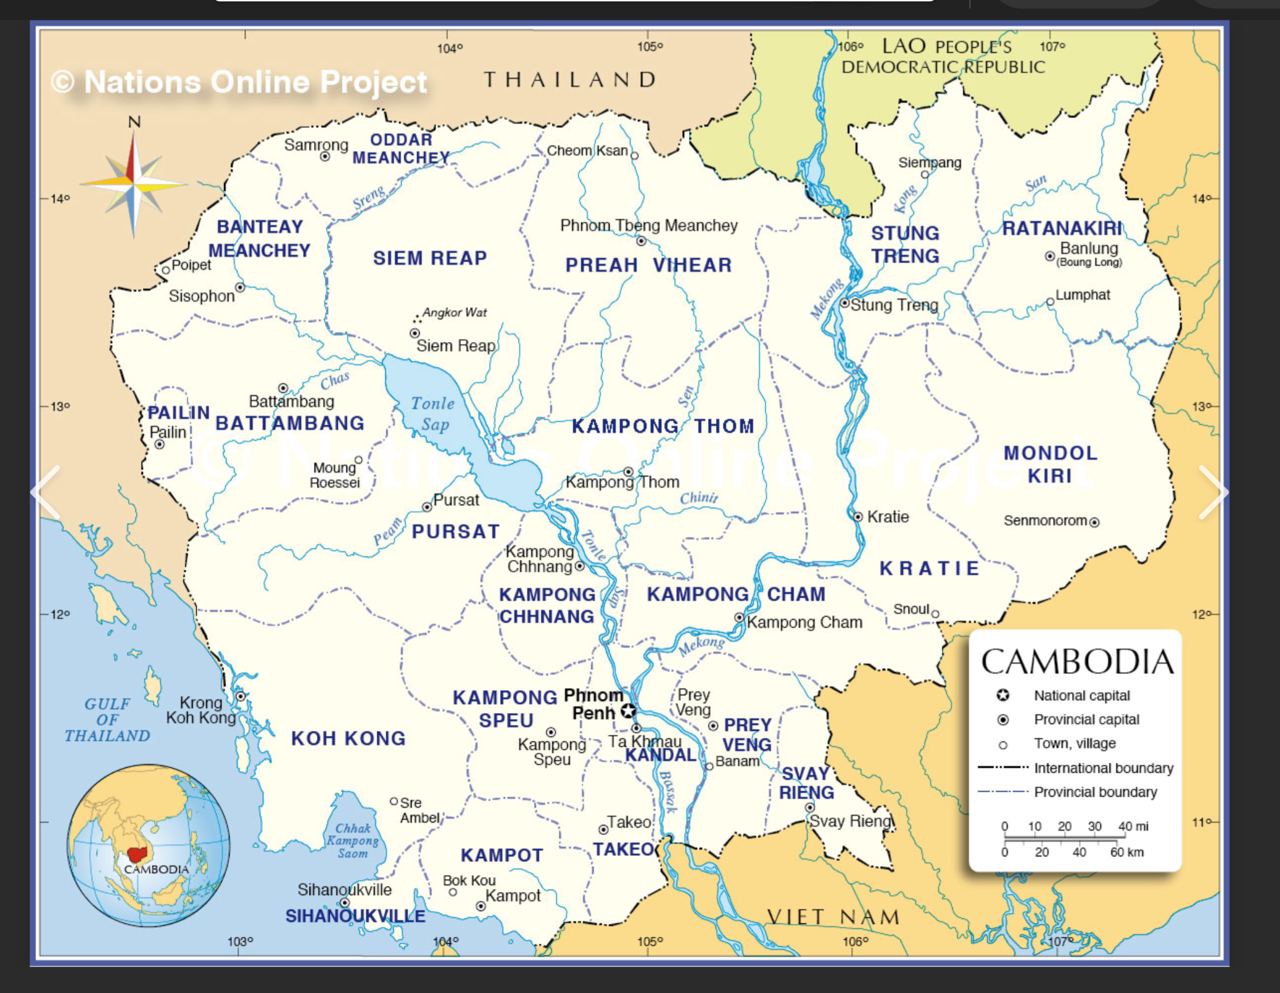 © Nations Online Project
THAILAND
LAO PEOPLE'S
DEMOCRATIC REPUBLIC
104°
105°
106°
107°
N
14°
13°
12°
14°
13°
12°
11°
103°
104°
105°
106°
107°
Samrong
ODDAR
MEANCHEY
Sreng
BANTEAY
MEANCHEY
Poipet
Sisophon
SIEM REAP
Angkor Wat
Siem Reap
Cheom Ksan
Phnom Tbeng Meanchey
PREAH VIHEAR
Siempang
Kong
San
STUNG
TRENG
Stung Treng
Mekong
RATANAKIRI
Banlung
(Boung Long)
Lumphat
PAILIN
Pailin
Chas
Battambang
BATTAMBANG
Moung
Roessei
Tonle
Sap
Sen
KAMPONG THOM
Kampong Thom
Chinit
© Nations Online Project
MONDOL
KIRI
Senmonorom
Kratie
KRATIE
Snoul
Pursat
Peam
PURSAT
Kampong
Chhnang
KAMPONG
CHHNANG
Tonle
Sap
KAMPONG CHAM
Kampong Cham
Mekong
GULF
OF
THAILAND
Krong
Koh Kong
KOH KONG
KAMPONG
SPEU
Kampong
Speu
Phnom
Penh
Ta Khmau
KANDAL
Prey
Veng
PREY
VENG
Banam
Bassak
SVAY
RIENG
Svay Rieng
Sre
Ambel
Chhak
Kampong
Saom
Takeo
TAKEO
KAMPOT
Bok Kou
Kampot
Sihanoukville
SIHANOUKVILLE
VIET NAM
CAMBODIA
CAMBODIA
National capital
Provincial capital
Town, village
International boundary
Provincial boundary
0 10 20 30 40 mi
0 20 40 60 km